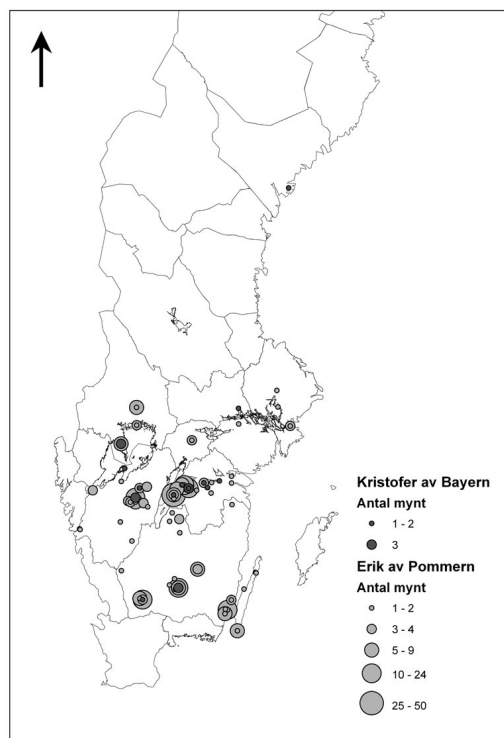 Kristofer av Bayern
Antal mynt
1 - 2
3
Erik av Pommern
Antal mynt
1 - 2
3 - 4
5 - 9
10 - 24
25 - 50